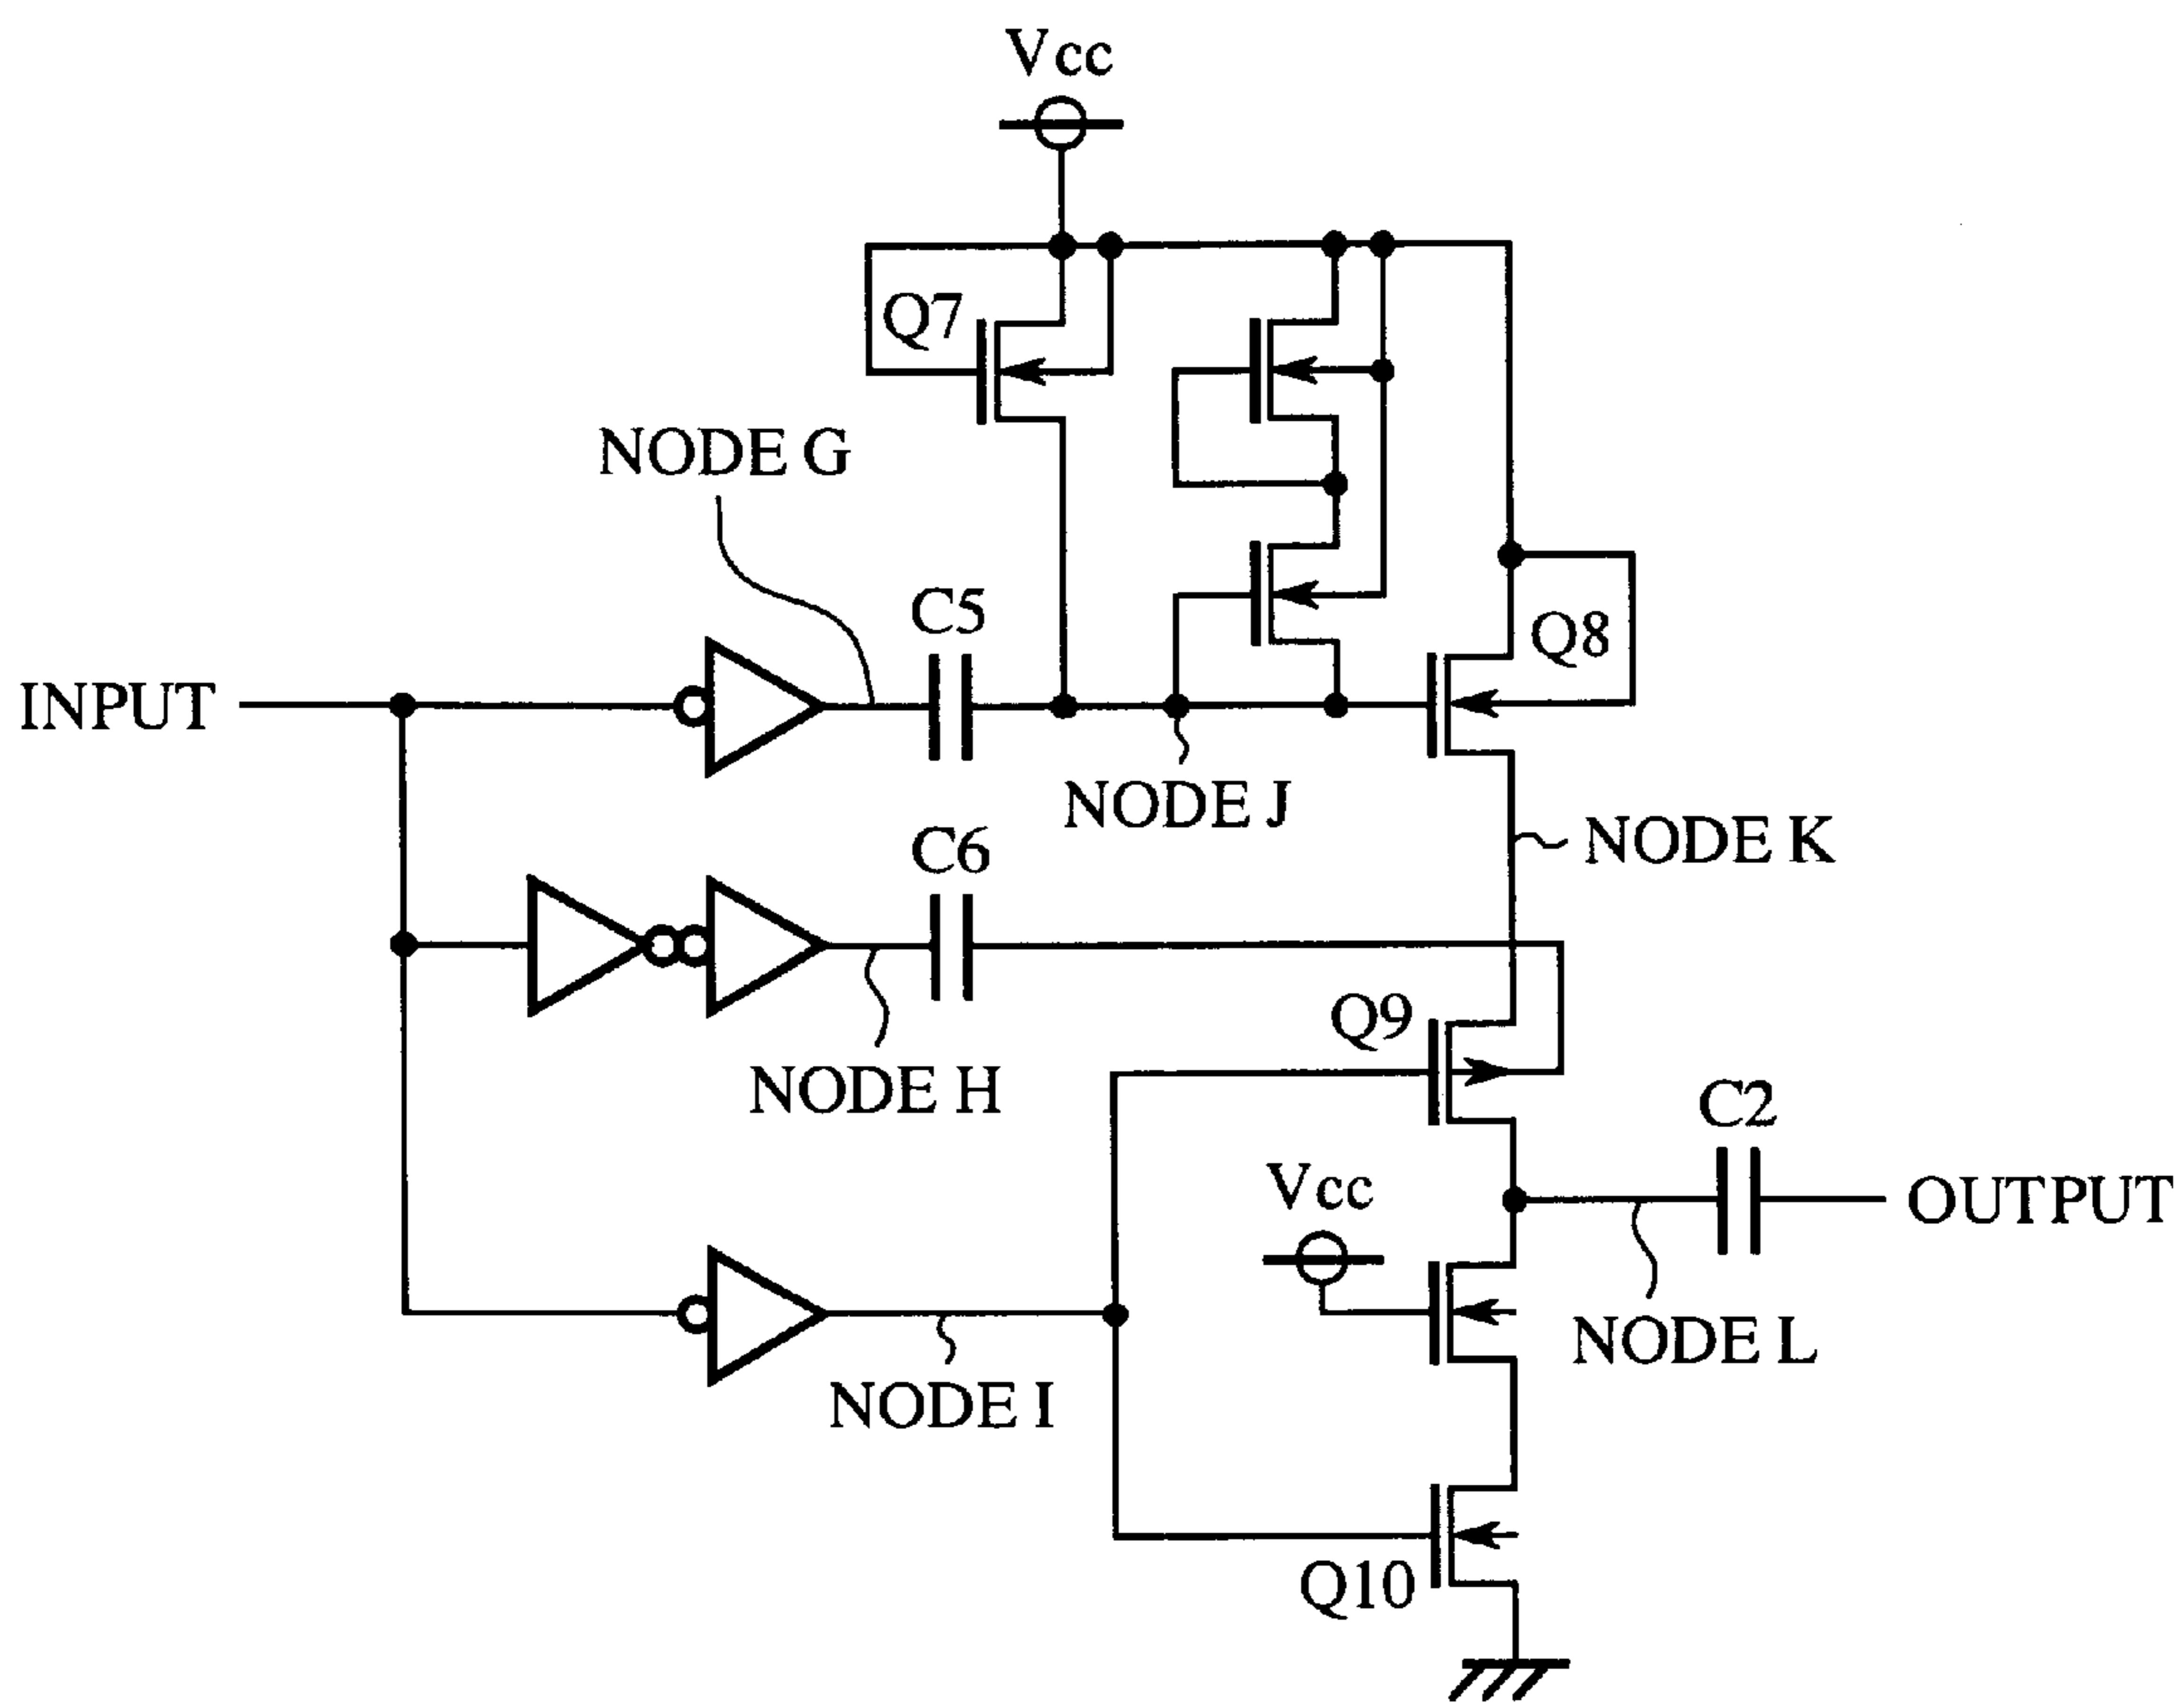 Vcc
Q7
NODE G
C5
Q8
INPUT
NODE J
C6
NODE K
Q9
NODE H
C2
Vcc
OUTPUT
NODE L
NODE I
Q10